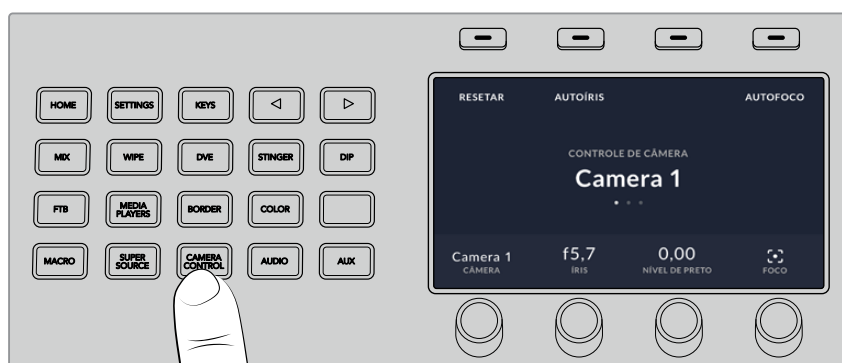 HOME SETTINGS KEYS
MIX WIPE DVE STINGER DIP
FTB MEDIA PLAYERS BORDER COLOR
MACRO SUPER SOURCE CAMERA CONTROL AUDIO AUX
RESETAR AUTOÍRIS AUTOFOCO
CONTROLE DE CÂMERA
Camera 1
Camera 1 f5,7 0,00
CÂMERA ÍRIS NÍVEL DE PRETO FOCO